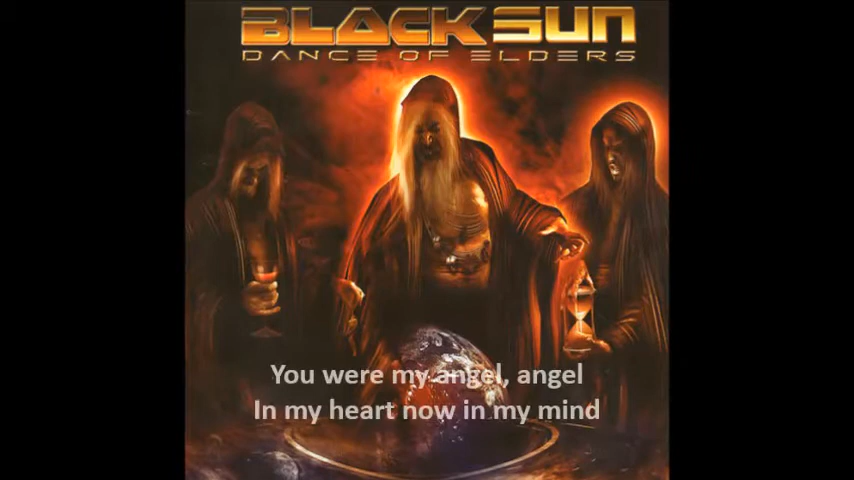 BLACK SUN
DANCE OF ELDERS
You were my angel, angel
In my heart now in my mind